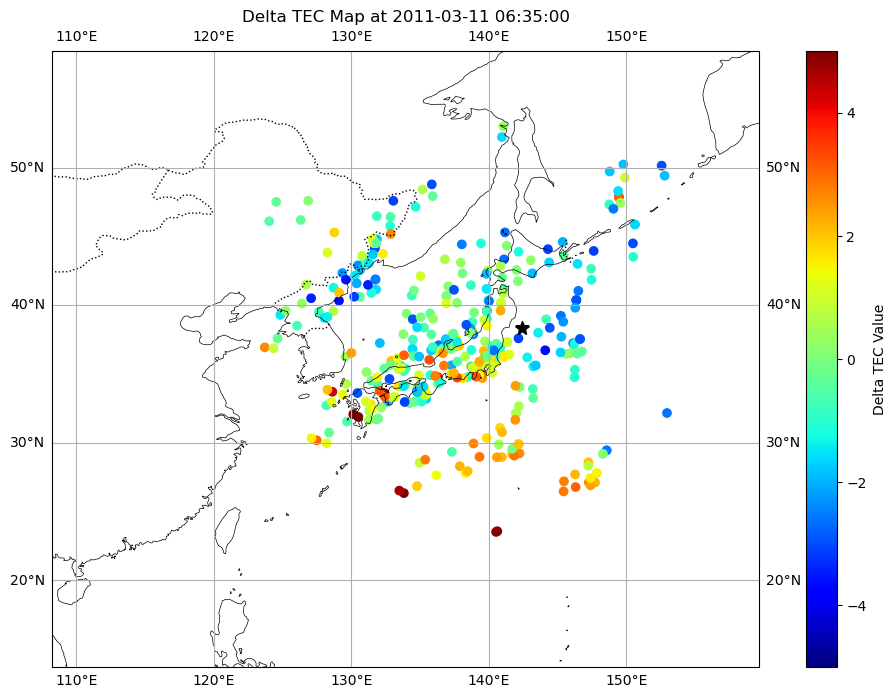 Delta TEC Map at 2011-03-11 06:35:00
110°E 120°E 130°E 140°E 150°E
50°N 50°N
40°N 40°N
30°N 30°N
20°N 20°N
110°E 120°E 130°E 140°E 150°E
4
2
0
−2
−4
Delta TEC Value